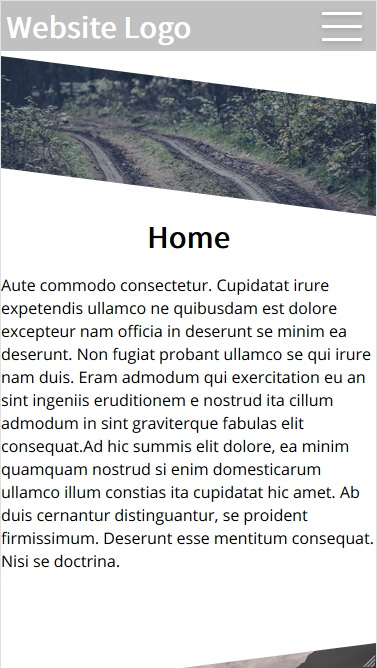 Website Logo
Home
Aute commodo consectetur. Cupidatat irure
expetendis ullamco ne quibusdam est dolore
excepteur nam officia in deserunt se minim ea
deserunt. Non fugiat probant ullamco se qui irure
nam duis. Eram admodum qui exercitation eu an
sint ingeniis eruditionem e nostrud ita cillum
admodum in sint graviterque fabulas elit
consequat.Ad hic summis elit dolore, ea minim
quamquam nostrud si enim domesticarum
ullamco illum constias ita cupidatat hic amet. Ab
duis cernantur distinguantur, se proident
firmissimum. Deserunt esse mentitum consequat.
Nisi se doctrina.